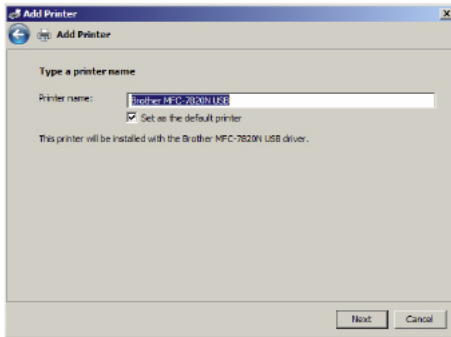 Add Printer
Add Printer
Type a printer name
Printer name: Brother MFC-7820N USB
Set as the default printer
This printer will be installed with the Brother MFC-7820N USB driver.
Next Cancel